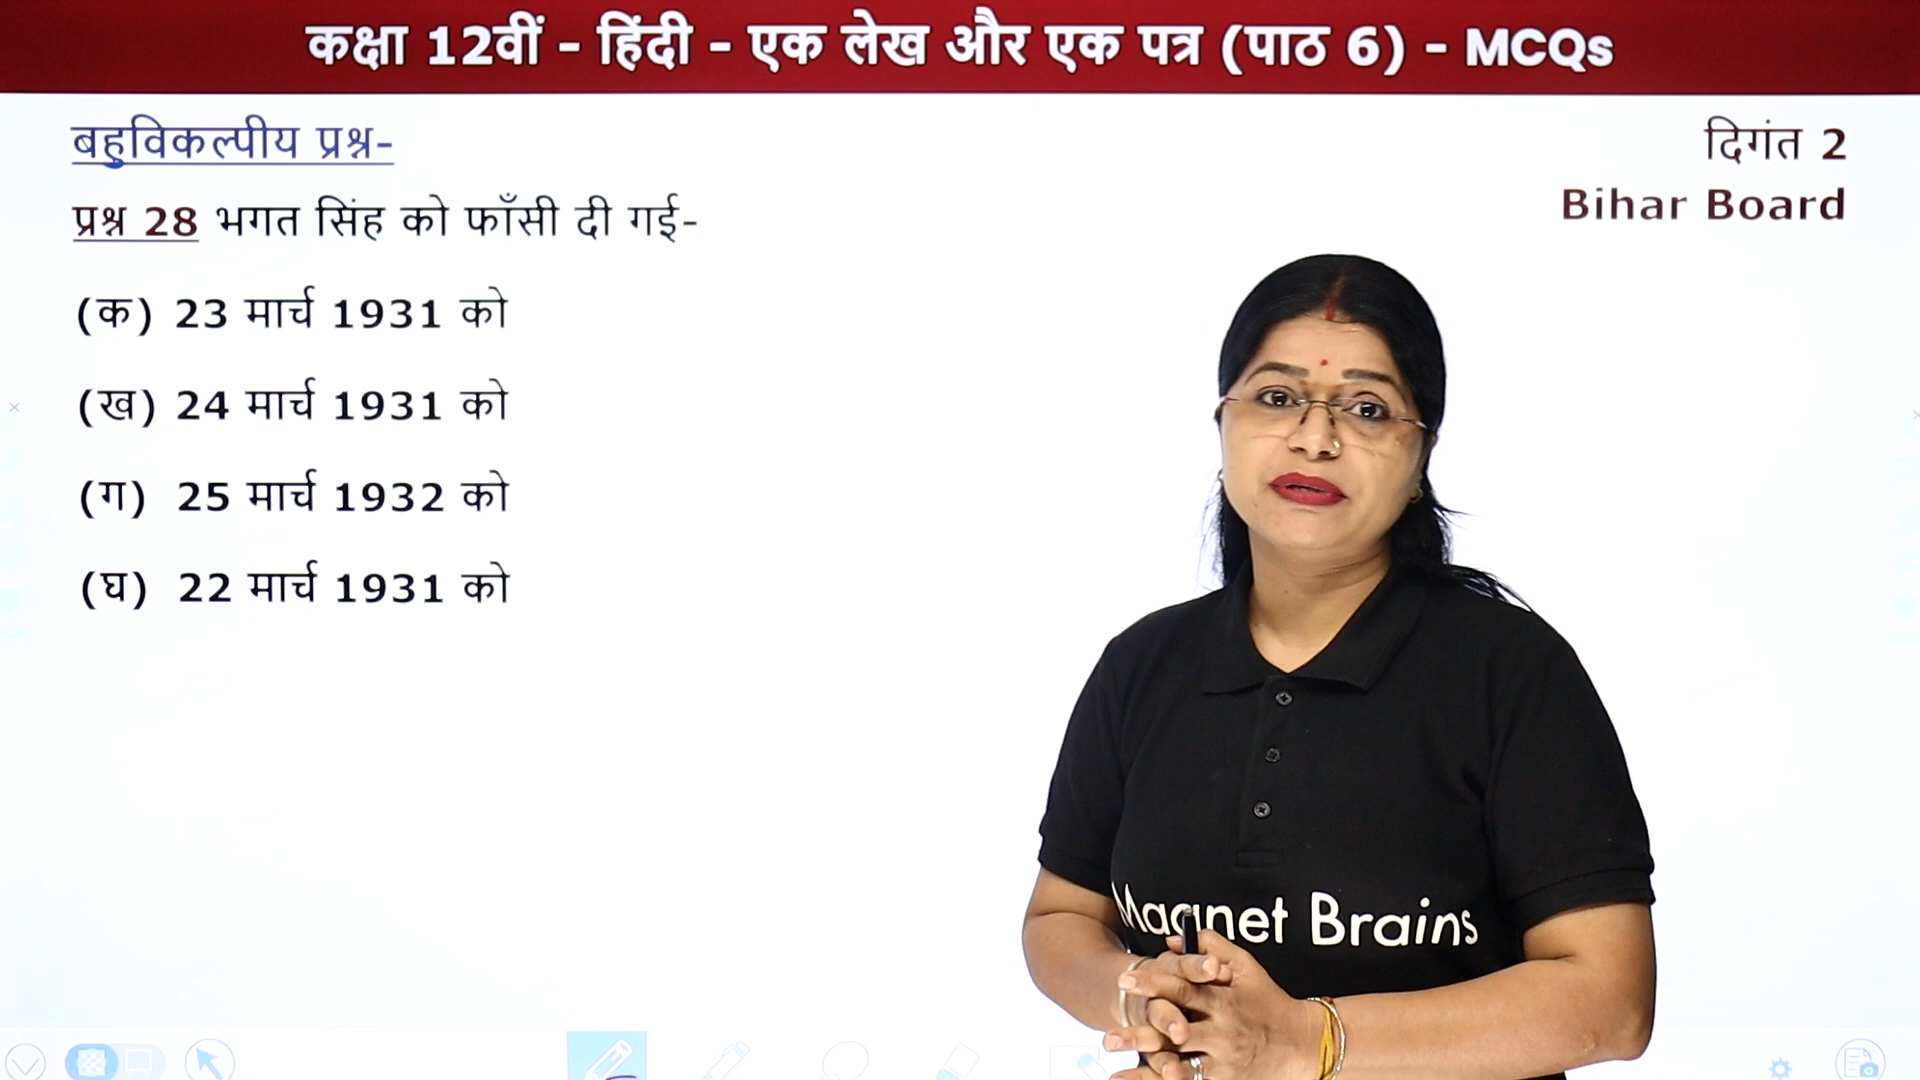 कक्षा 12वीं - हिंदी - एक लेख और एक पत्र (पाठ 6) - MCQs
बहुविकल्पीय प्रश्न-
दिगंत 2
Bihar Board
प्रश्न 28 भगत सिंह को फाँसी दी गई-
(क) 23 मार्च 1931 को
(ख) 24 मार्च 1931 को
(ग) 25 मार्च 1932 को
(घ) 22 मार्च 1931 को
Magnet Brains